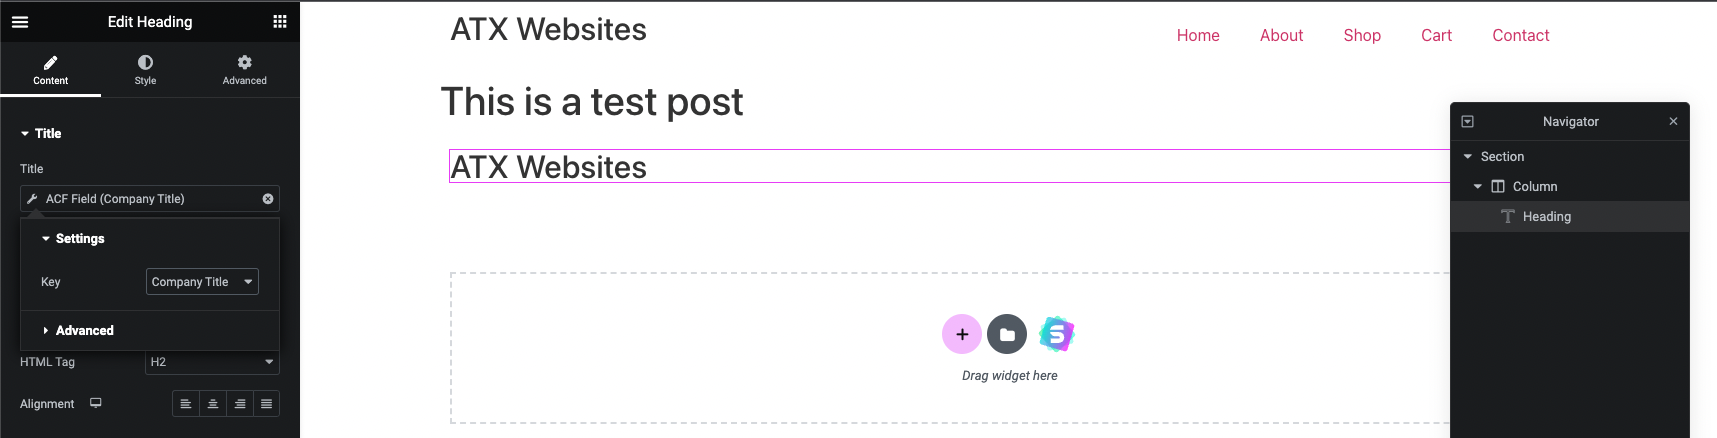 Edit Heading
Content
Style
Advanced
Title
Title
ACF Field (Company Title)
Settings
Key
Company Title
Advanced
HTML Tag
H2
Alignment
ATX Websites
Home
About
Shop
Cart
Contact
This is a test post
ATX Websites
Drag widget here
Navigator
Section
Column
Heading